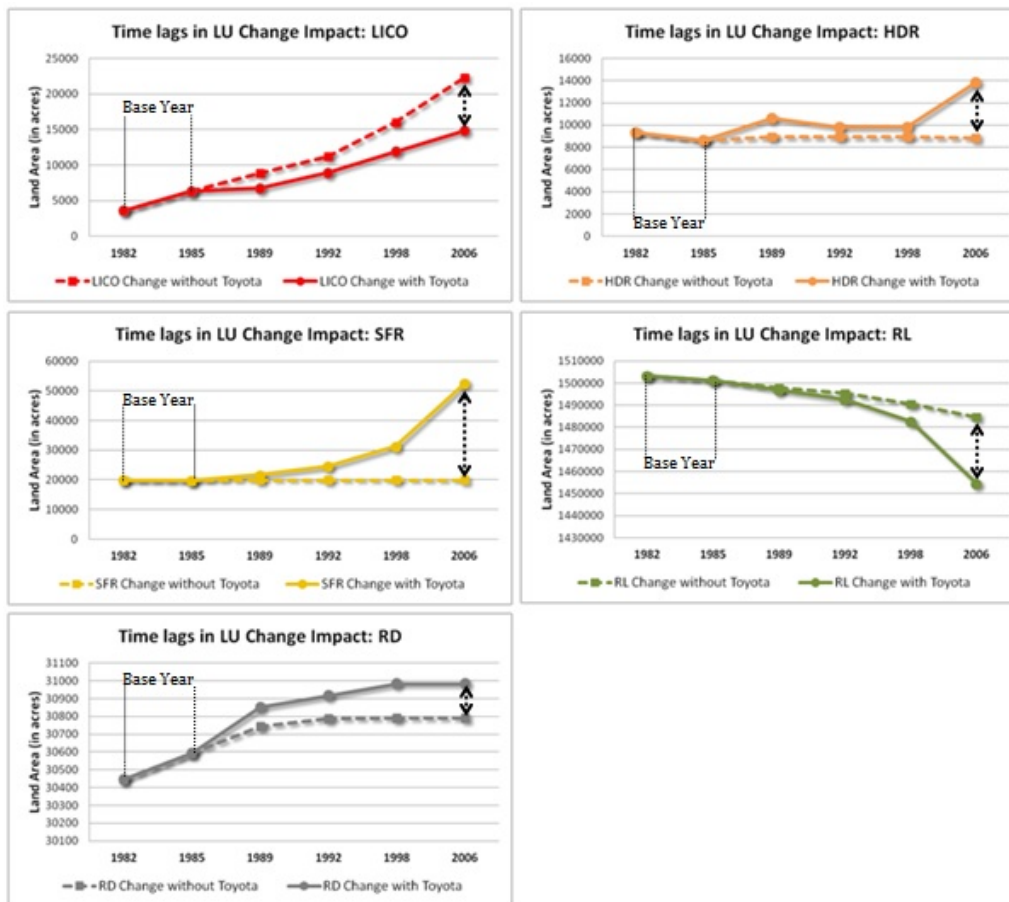 Time lags in LU Change Impact: LICO
Land Area (in acres)
25000
20000
15000
10000
5000
0
Base Year
1982 1985 1989 1992 1998 2006
LICO Change without Toyota LICO Change with Toyota
Time lags in LU Change Impact: HDR
Land Area (in acres)
16000
14000
12000
10000
8000
6000
4000
2000
0
Base Year
1982 1985 1989 1992 1998 2006
HDR Change without Toyota HDR Change with Toyota
Time lags in LU Change Impact: SFR
Land Area (in acres)
60000
50000
40000
30000
20000
10000
0
Base Year
1982 1985 1989 1992 1998 2006
SFR Change without Toyota SFR Change with Toyota
Time lags in LU Change Impact: RL
Land Area (in acres)
1510000
1500000
1490000
1480000
1470000
1460000
1450000
1440000
1430000
Base Year
1982 1985 1989 1992 1998 2006
RL Change without Toyota RL Change with Toyota
Time lags in LU Change Impact: RD
Land Area (in acres)
31100
31000
30900
30800
30700
30600
30500
30400
30300
30200
30100
Base Year
1982 1985 1989 1992 1998 2006
RD Change without Toyota RD Change with Toyota